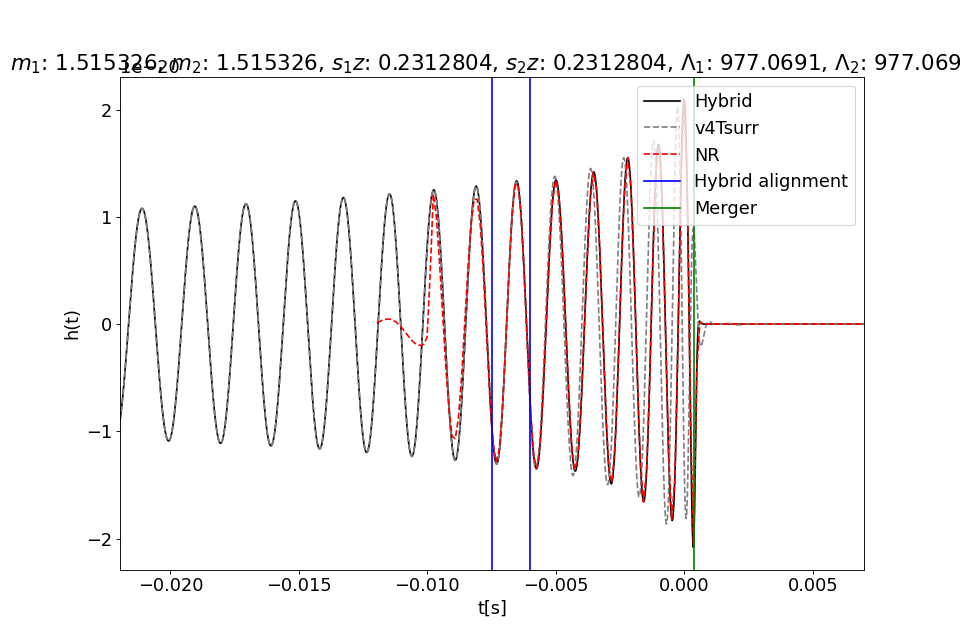 m₁: 1.515326, m₂: 1.515326, s₁z: 0.2312804, s₂z: 0.2312804, Λ₁: 977.0691, Λ₂: 977.069
1e−20
Hybrid
v4Tsurr
NR
Hybrid alignment
Merger
2
1
0
−1
−2
h(t)
−0.020
−0.015
−0.010
−0.005
0.000
0.005
t[s]